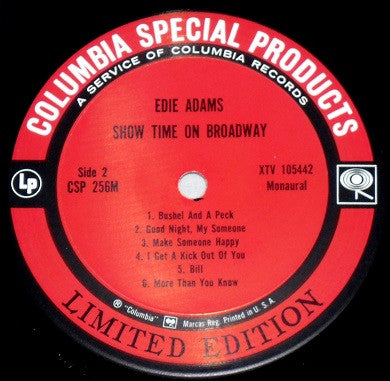 COLUMBIA SPECIAL PRODUCTS
A SERVICE OF COLUMBIA RECORDS
EDIE ADAMS
SHOW TIME ON BROADWAY
Side 2
CSP 256M
XTV 105442
Monaural
LP
1. Bushel And A Peck
2. Good Night, My Someone
3. Make Someone Happy
4. I Get A Kick Out Of You
5. Bill
6. More Than You Know
® "Columbia" Marcas Reg. Printed in U. S. A.
LIMITED EDITION